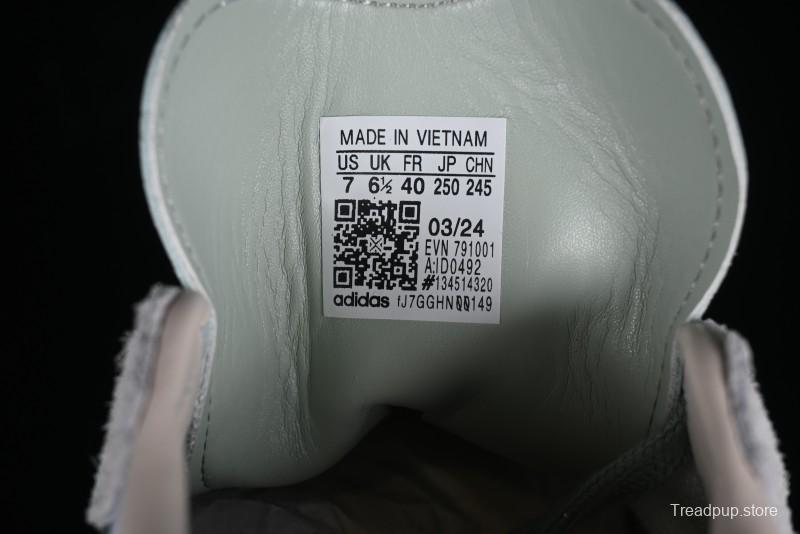 MADE IN VIETNAM
US UK FR JP CHN
7 6½ 40 250 245
03/24
EVN 791001
A:ID0492
#134514320
adidas fJ7GGHN00149
Treadpup.store